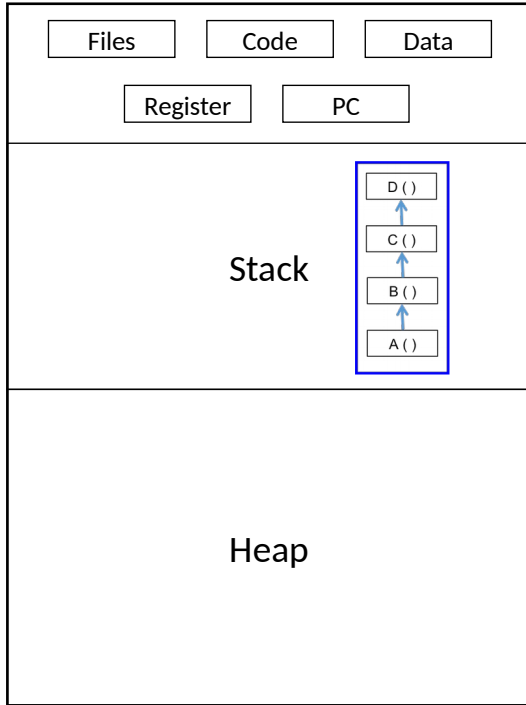 Files Code Data
Register PC
D ( )
C ( )
Stack
B ( )
A ( )
Heap